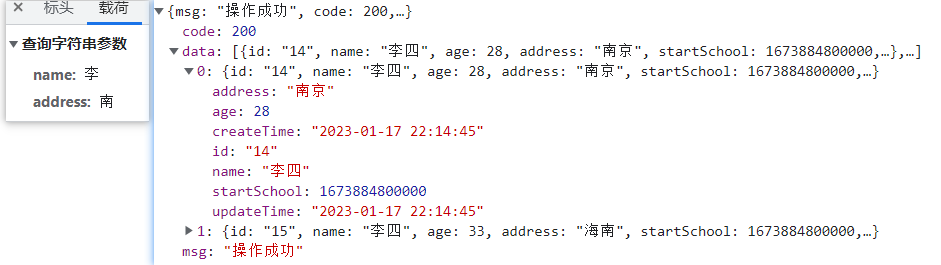 × 标头 载荷
▼查询字符串参数
name: 李
address: 南
▼{msg: "操作成功", code: 200,…}
code: 200
▼data: [{id: "14", name: "李四", age: 28, address: "南京", startSchool: 1673884800000,…},…]
▼0: {id: "14", name: "李四", age: 28, address: "南京", startSchool: 1673884800000,…}
address: "南京"
age: 28
createTime: "2023-01-17 22:14:45"
id: "14"
name: "李四"
startSchool: 1673884800000
updateTime: "2023-01-17 22:14:45"
▶1: {id: "15", name: "李四", age: 33, address: "海南", startSchool: 1673884800000,…}
msg: "操作成功"